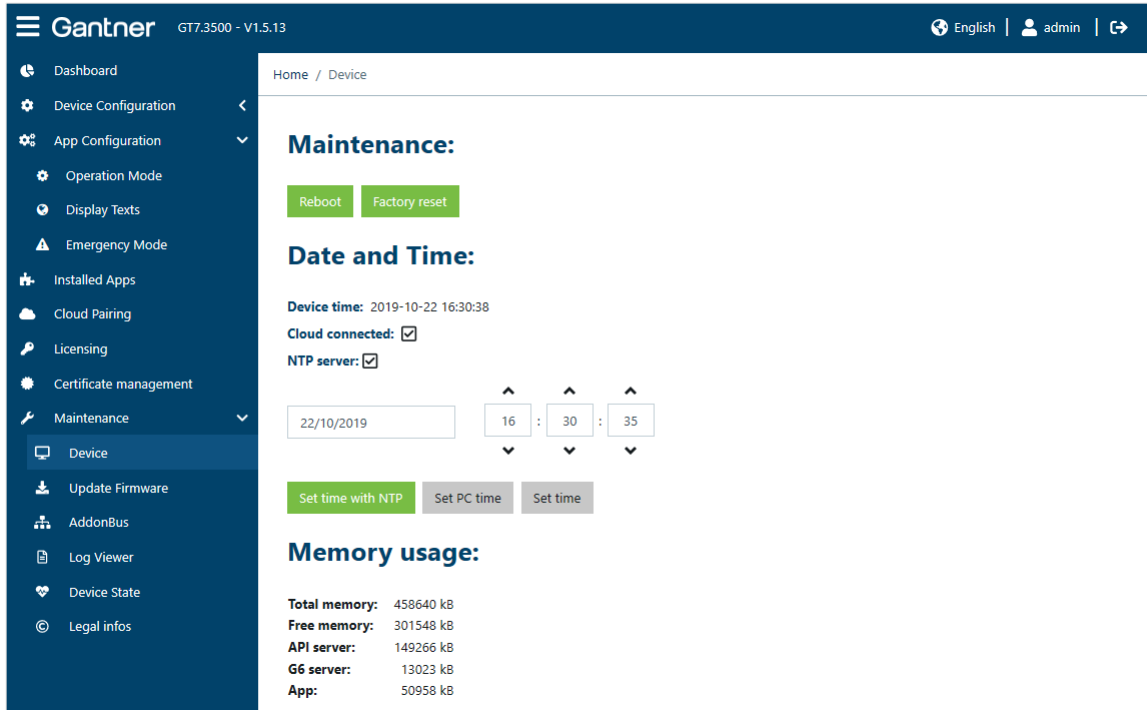 Gantner GT7.3500 - V1.5.13 English | admin |
Dashboard
Device Configuration
App Configuration
Operation Mode
Display Texts
Emergency Mode
Installed Apps
Cloud Pairing
Licensing
Certificate management
Maintenance
Device
Update Firmware
AddonBus
Log Viewer
Device State
Legal infos
Home / Device
Maintenance:
Reboot Factory reset
Date and Time:
Device time: 2019-10-22 16:30:38
Cloud connected:
NTP server:
22/10/2019 16 : 30 : 35
Set time with NTP Set PC time Set time
Memory usage:
Total memory: 458640 kB
Free memory: 301548 kB
API server: 149266 kB
G6 server: 13023 kB
App: 50958 kB